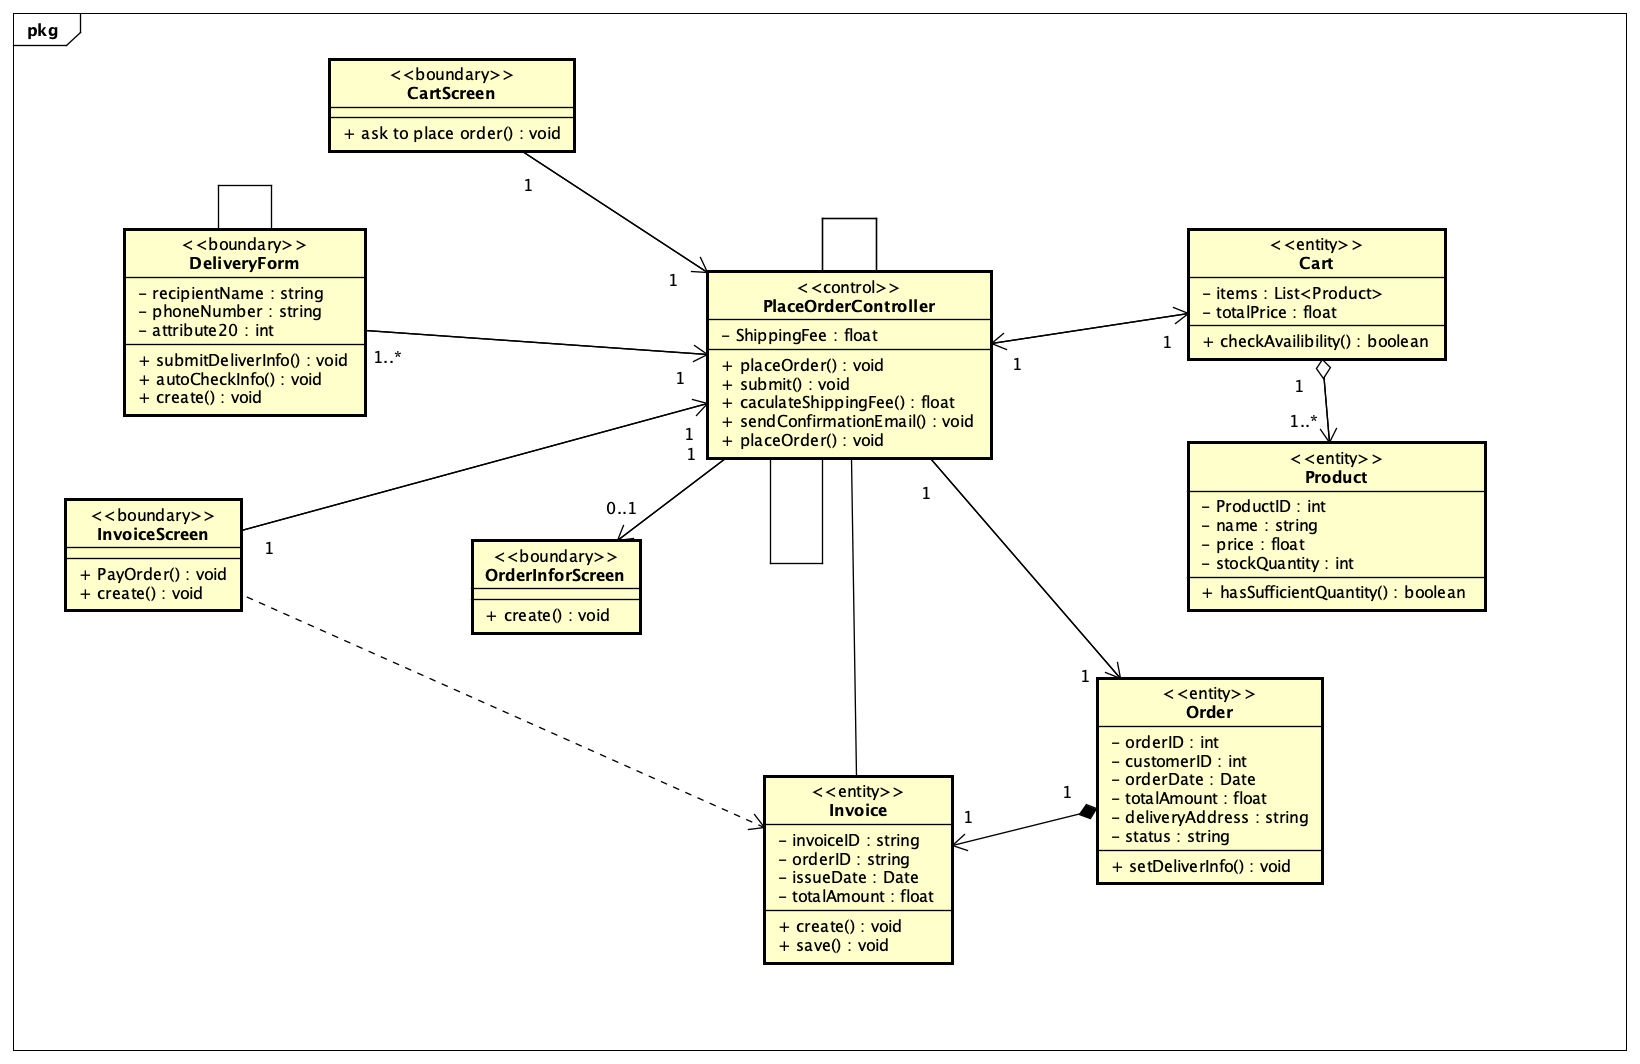 pkg
<<boundary>>
CartScreen
+ ask to place order() : void
1
1
<<boundary>>
DeliveryForm
- recipientName : string
- phoneNumber : string
- attribute20 : int
+ submitDeliverInfo() : void
+ autoCheckInfo() : void
+ create() : void
1..*
1
<<control>>
PlaceOrderController
- ShippingFee : float
+ placeOrder() : void
+ submit() : void
+ caculateShippingFee() : float
+ sendConfirmationEmail() : void
+ placeOrder() : void
1
1
<<entity>>
Cart
- items : List<Product>
- totalPrice : float
+ checkAvailibility() : boolean
1
1..*
<<entity>>
Product
- ProductID : int
- name : string
- price : float
- stockQuantity : int
+ hasSufficientQuantity() : boolean
1
1
<<boundary>>
InvoiceScreen
+ PayOrder() : void
+ create() : void
1
0..1
<<boundary>>
OrderInforScreen
+ create() : void
1
1
<<entity>>
Order
- orderID : int
- customerID : int
- orderDate : Date
- totalAmount : float
- deliveryAddress : string
- status : string
+ setDeliverInfo() : void
1
1
<<entity>>
Invoice
- invoiceID : string
- orderID : string
- issueDate : Date
- totalAmount : float
+ create() : void
+ save() : void